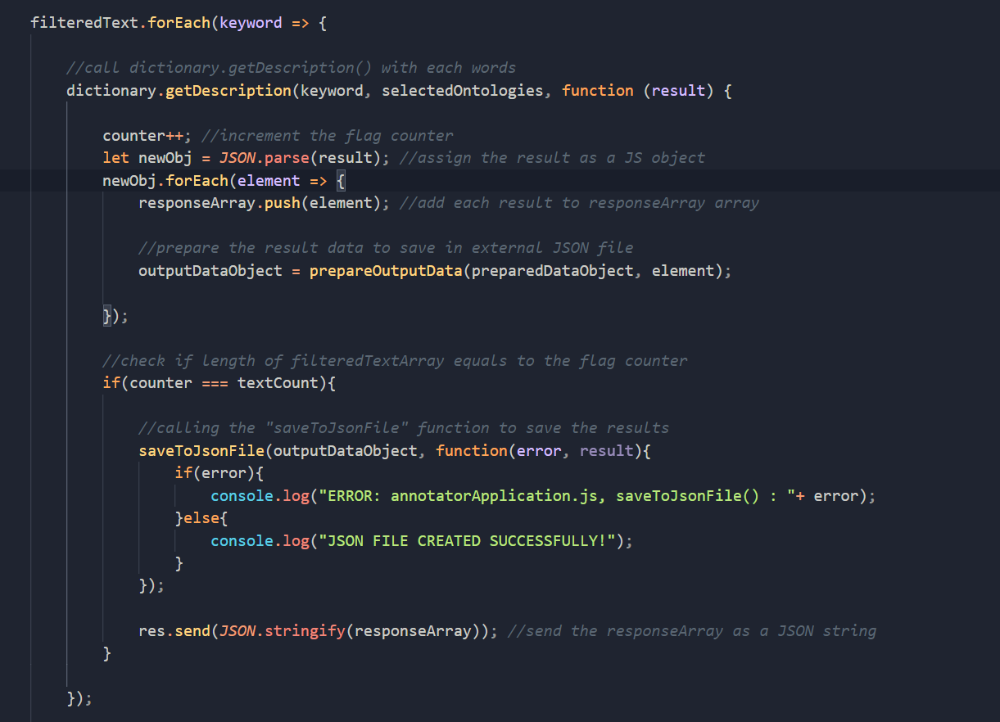 filteredText.forEach(keyword => {
//call dictionary.getDescription() with each words
dictionary.getDescription(keyword, selectedOntologies, function (result) {
counter++; //increment the flag counter
let newObj = JSON.parse(result); //assign the result as a JS object
newObj.forEach(element => {
responseArray.push(element); //add each result to responseArray array
//prepare the result data to save in external JSON file
outputDataObject = prepareOutputData(preparedDataObject, element);
});
//check if length of filteredTextArray equals to the flag counter
if(counter === textCount){
//calling the "saveToJsonFile" function to save the results
saveToJsonFile(outputDataObject, function(error, result){
if(error){
console.log("ERROR: annotatorApplication.js, saveToJsonFile() : "+ error);
}else{
console.log("JSON FILE CREATED SUCCESSFULLY!");
}
});
res.send(JSON.stringify(responseArray)); //send the responseArray as a JSON string
}
});